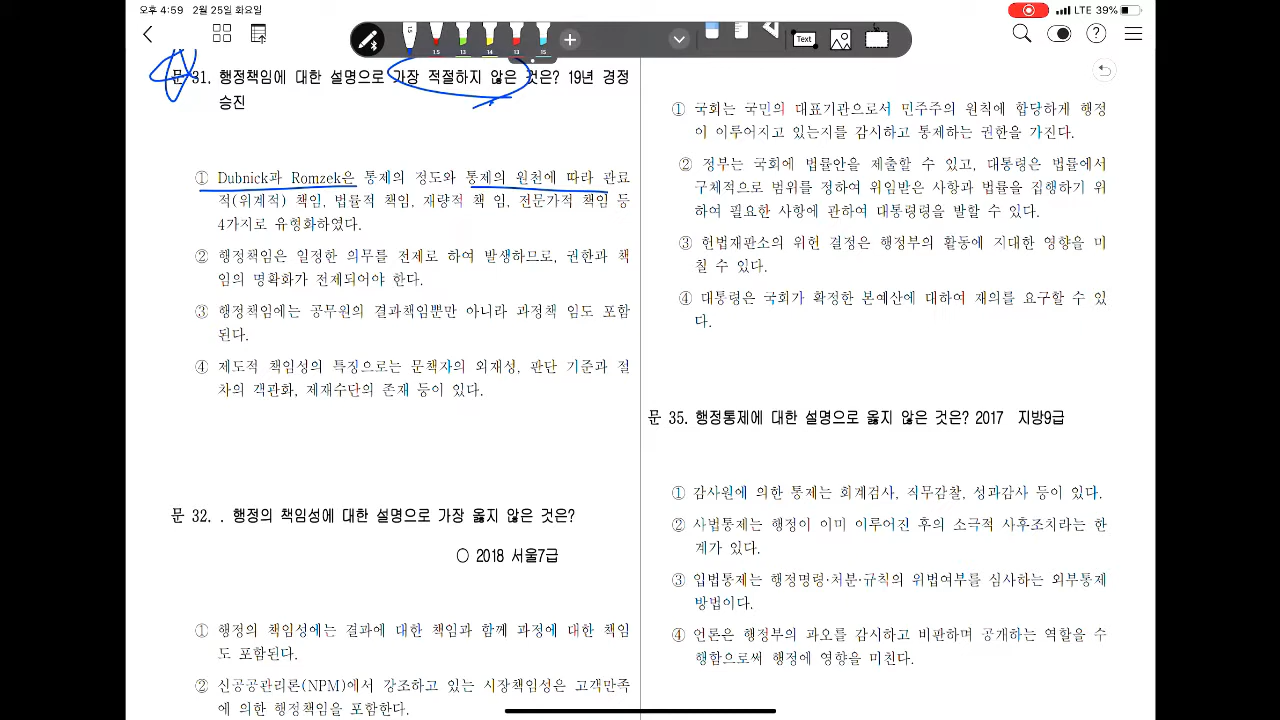 오후 4:59 2월 25일 화요일
LTE 39%
Text
문 31. 행정책임에 대한 설명으로 가장 적절하지 않은 것은? 19년 경정
승진
① Dubnick과 Romzek은 통제의 정도와 통제의 원천에 따라 관료
적(위계적) 책임, 법률적 책임, 재량적 책 임, 전문가적 책임 등
4가지로 유형화하였다.
② 행정책임은 일정한 의무를 전제로 하여 발생하므로, 권한과 책
임의 명확화가 전제되어야 한다.
③ 행정책임에는 공무원의 결과책임뿐만 아니라 과정책 임도 포함
된다.
④ 제도적 책임성의 특징으로는 문책자의 외재성, 판단 기준과 절
차의 객관화, 제재수단의 존재 등이 있다.
문 32. . 행정의 책임성에 대한 설명으로 가장 옳지 않은 것은?
○ 2018 서울7급
① 행정의 책임성에는 결과에 대한 책임과 함께 과정에 대한 책임
도 포함된다.
② 신공공관리론(NPM)에서 강조하고 있는 시장책임성은 고객만족
에 의한 행정책임을 포함한다.
① 국회는 국민의 대표기관으로서 민주주의 원칙에 합당하게 행정
이 이루어지고 있는지를 감시하고 통제하는 권한을 가진다.
② 정부는 국회에 법률안을 제출할 수 있고, 대통령은 법률에서
구체적으로 범위를 정하여 위임받은 사항과 법률을 집행하기 위
하여 필요한 사항에 관하여 대통령령을 발할 수 있다.
③ 헌법재판소의 위헌 결정은 행정부의 활동에 지대한 영향을 미
칠 수 있다.
④ 대통령은 국회가 확정한 본예산에 대하여 재의를 요구할 수 있
다.
문 35. 행정통제에 대한 설명으로 옳지 않은 것은? 2017 지방9급
① 감사원에 의한 통제는 회계검사, 직무감찰, 성과감사 등이 있다.
② 사법통제는 행정이 이미 이루어진 후의 소극적 사후조치라는 한
계가 있다.
③ 입법통제는 행정명령·처분·규칙의 위법여부를 심사하는 외부통제
방법이다.
④ 언론은 행정부의 과오를 감시하고 비판하며 공개하는 역할을 수
행함으로써 행정에 영향을 미친다.